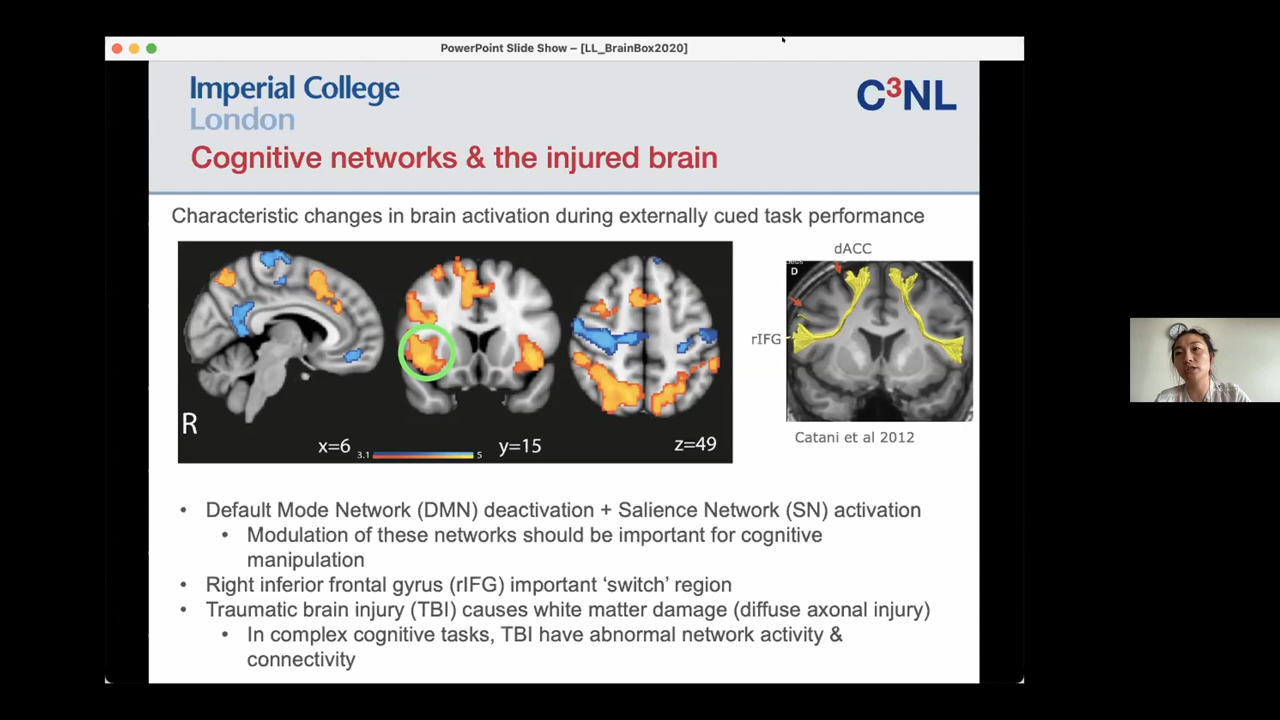 PowerPoint Slide Show – [LL_BrainBox2020]
Imperial College
London
C³NL
Cognitive networks & the injured brain
Characteristic changes in brain activation during externally cued task performance
R
x=6
3.1
5
y=15
z=49
dACC
D
rIFG
Catani et al 2012
• Default Mode Network (DMN) deactivation + Salience Network (SN) activation
• Modulation of these networks should be important for cognitive
manipulation
• Right inferior frontal gyrus (rIFG) important ‘switch’ region
• Traumatic brain injury (TBI) causes white matter damage (diffuse axonal injury)
• In complex cognitive tasks, TBI have abnormal network activity &
connectivity